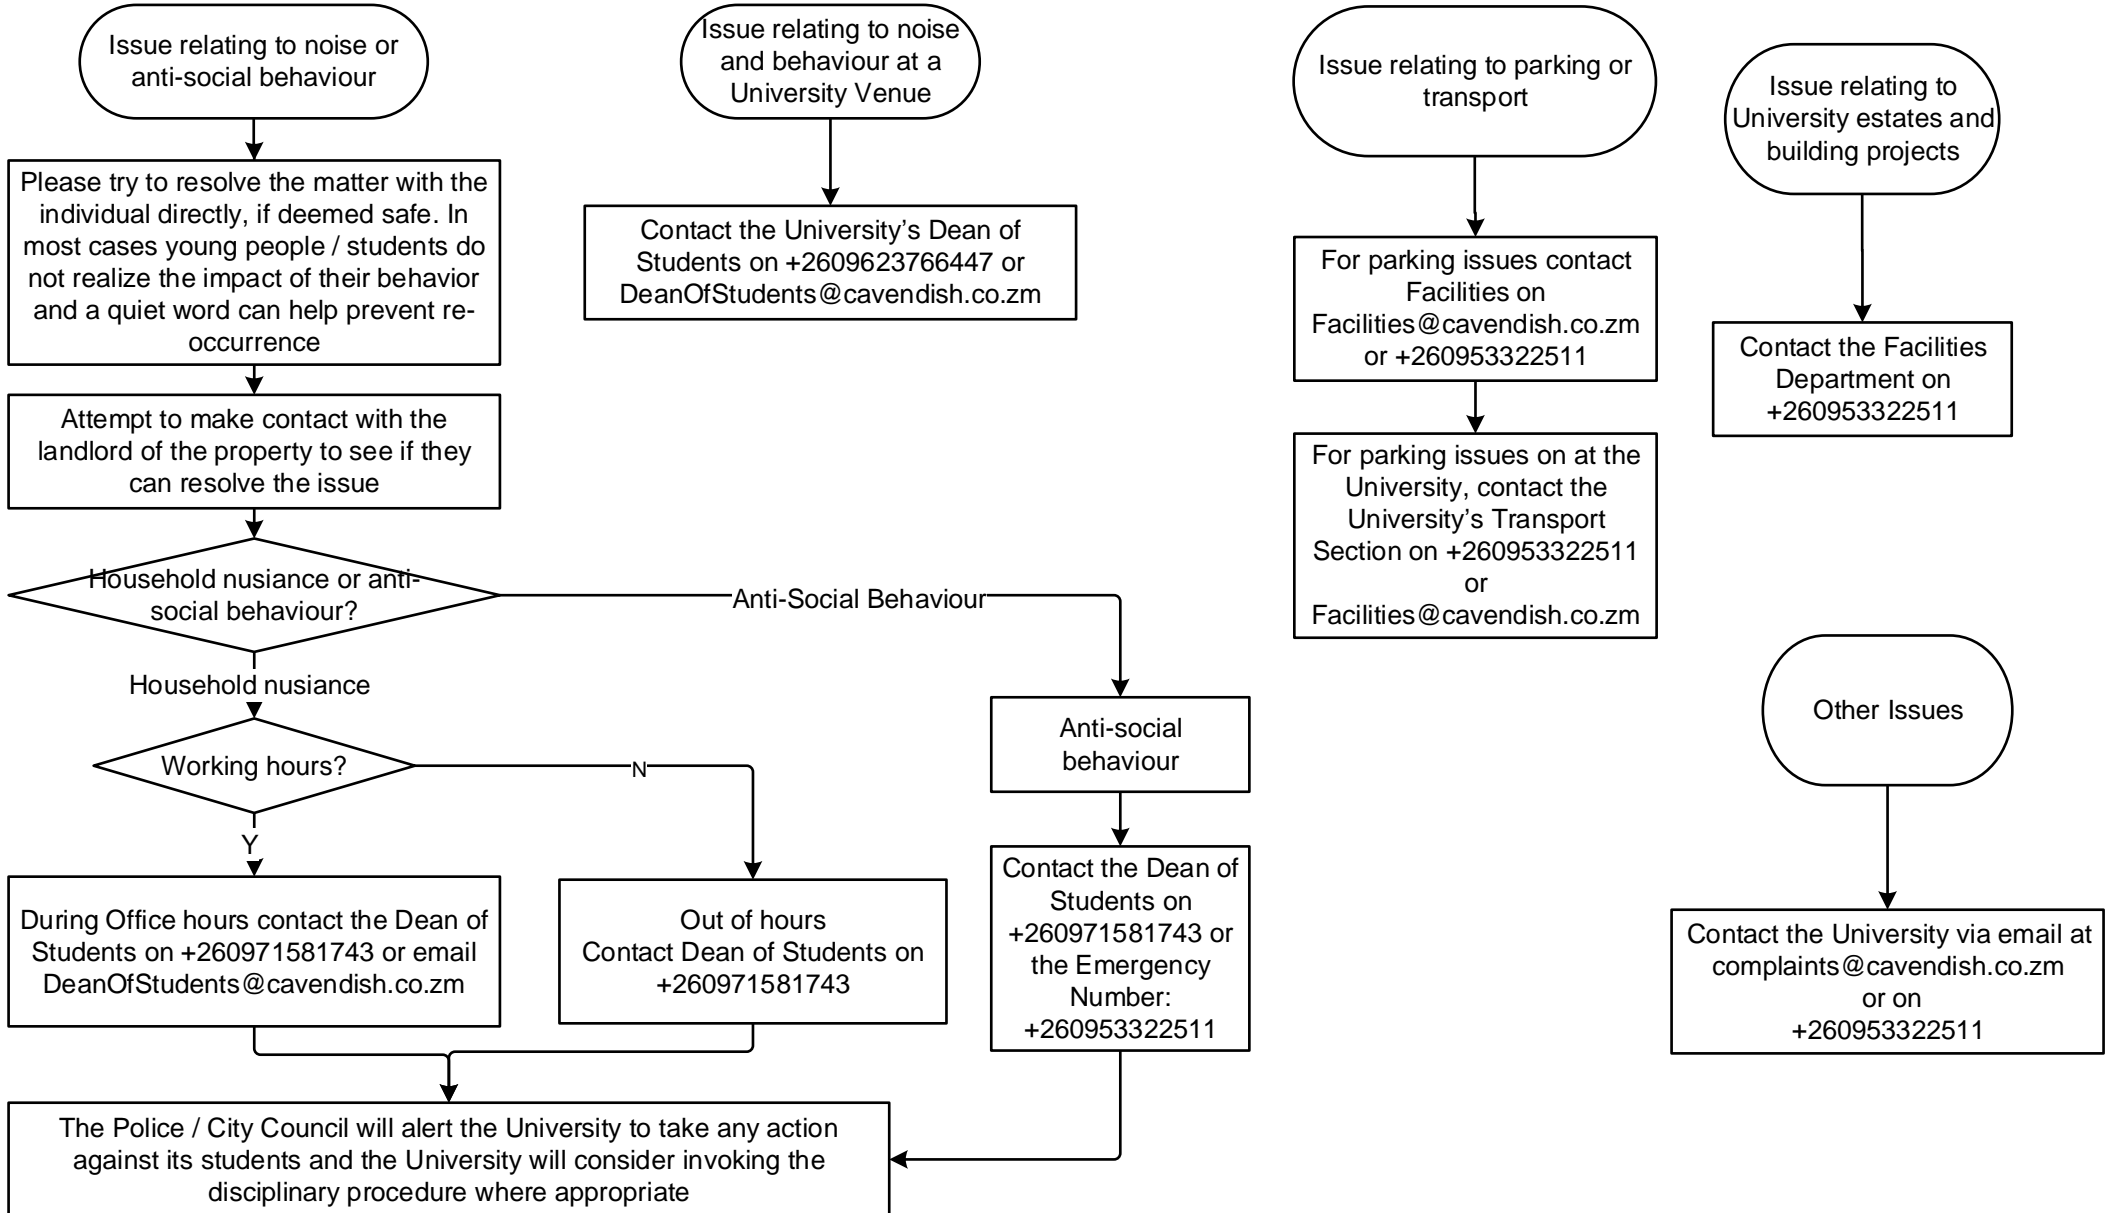 Issue relating to noise or
anti-social behaviour
Please try to resolve the matter with the
individual directly, if deemed safe. In
most cases young people / students do
not realize the impact of their behavior
and a quiet word can help prevent re-
occurrence
Attempt to make contact with the
landlord of the property to see if they
can resolve the issue
Household nusiance or anti-
social behaviour?
Anti-Social Behaviour
Household nusiance
Working hours?
N
Y
During Office hours contact the Dean of
Students on +260971581743 or email
DeanOfStudents@cavendish.co.zm
Out of hours
Contact Dean of Students on
+260971581743
Anti-social
behaviour
Contact the Dean of
Students on
+260971581743 or
the Emergency
Number:
+260953322511
The Police / City Council will alert the University to take any action
against its students and the University will consider invoking the
disciplinary procedure where appropriate
Issue relating to noise
and behaviour at a
University Venue
Contact the University’s Dean of
Students on +2609623766447 or
DeanOfStudents@cavendish.co.zm
Issue relating to parking or
transport
For parking issues contact
Facilities on
Facilities@cavendish.co.zm
or +260953322511
For parking issues on at the
University, contact the
University’s Transport
Section on +260953322511
or
Facilities@cavendish.co.zm
Issue relating to
University estates and
building projects
Contact the Facilities
Department on
+260953322511
Other Issues
Contact the University via email at
complaints@cavendish.co.zm
or on
+260953322511